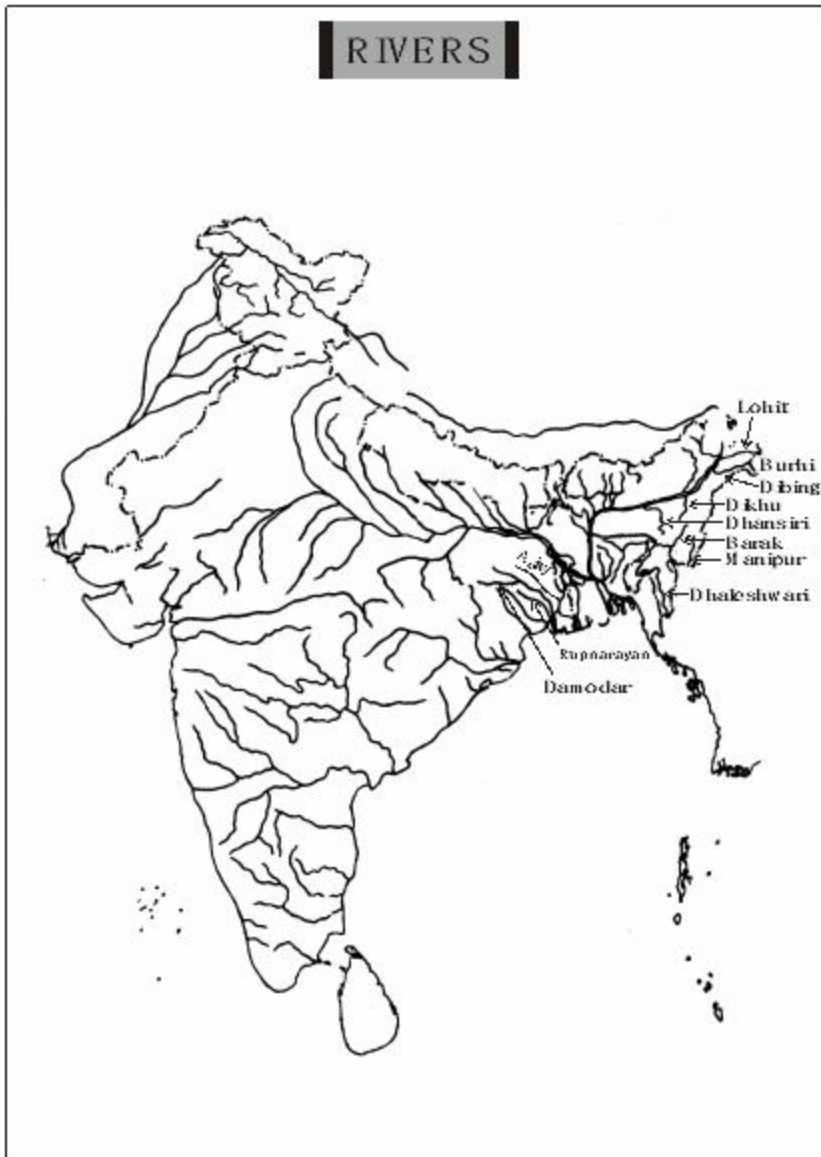 RIVERS
Lohit
Burhi
Dibing
Dikhu
Dhansiri
Barak
Manipur
Dhaleshwari
Rupnarayan
Damodar